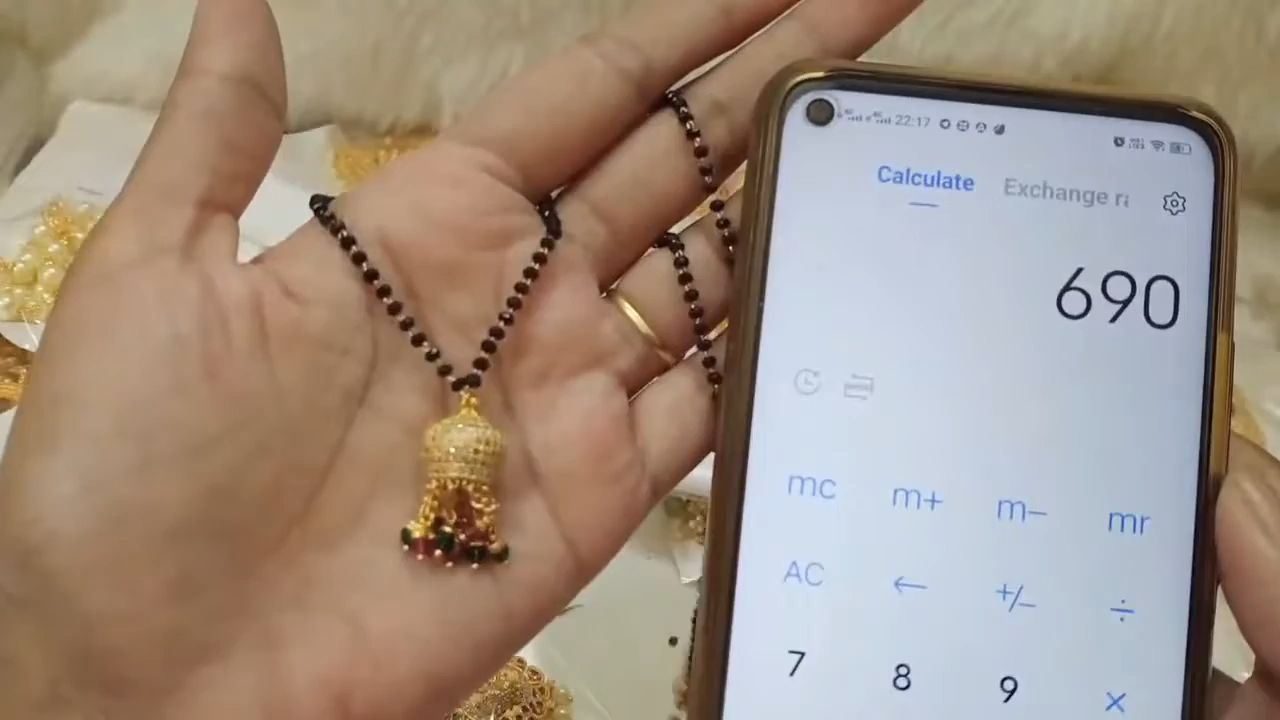 22:17
Calculate Exchange ra
690
mc m+ m– mr
AC ← +/– ÷
7 8 9 ×